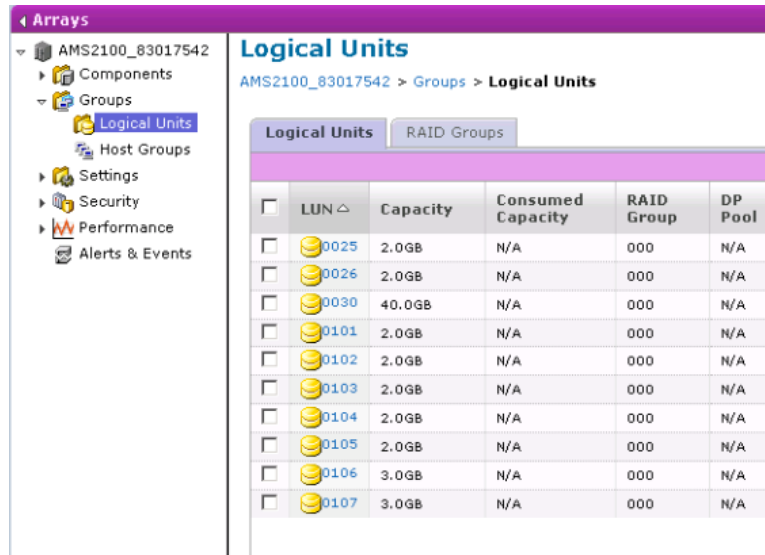 Arrays
AMS2100_83017542
Components
Groups
Logical Units
Host Groups
Settings
Security
Performance
Alerts & Events
Logical Units
AMS2100_83017542 > Groups > Logical Units
Logical Units RAID Groups
LUN Capacity Consumed Capacity RAID Group DP Pool
0025 2.0GB N/A 000 N/A
0026 2.0GB N/A 000 N/A
0030 40.0GB N/A 000 N/A
0101 2.0GB N/A 000 N/A
0102 2.0GB N/A 000 N/A
0103 2.0GB N/A 000 N/A
0104 2.0GB N/A 000 N/A
0105 2.0GB N/A 000 N/A
0106 3.0GB N/A 000 N/A
0107 3.0GB N/A 000 N/A